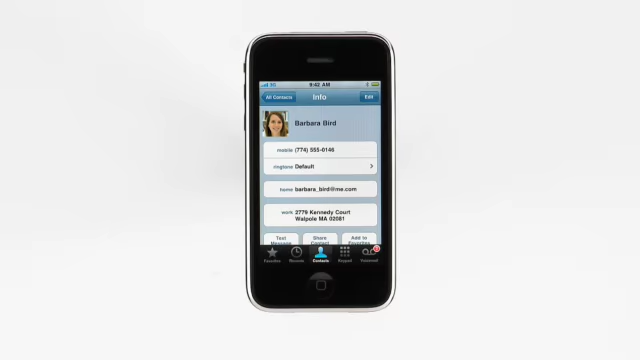 3G 9:42 AM
All Contacts Info Edit
Barbara Bird
mobile (774) 555-0146
ringtone Default
home barbara_bird@me.com
work 2779 Kennedy Court
Walpole MA 02081
Text Message
Share Contact
Add to Favorites
Favorites Recents Contacts Keypad Voicemail